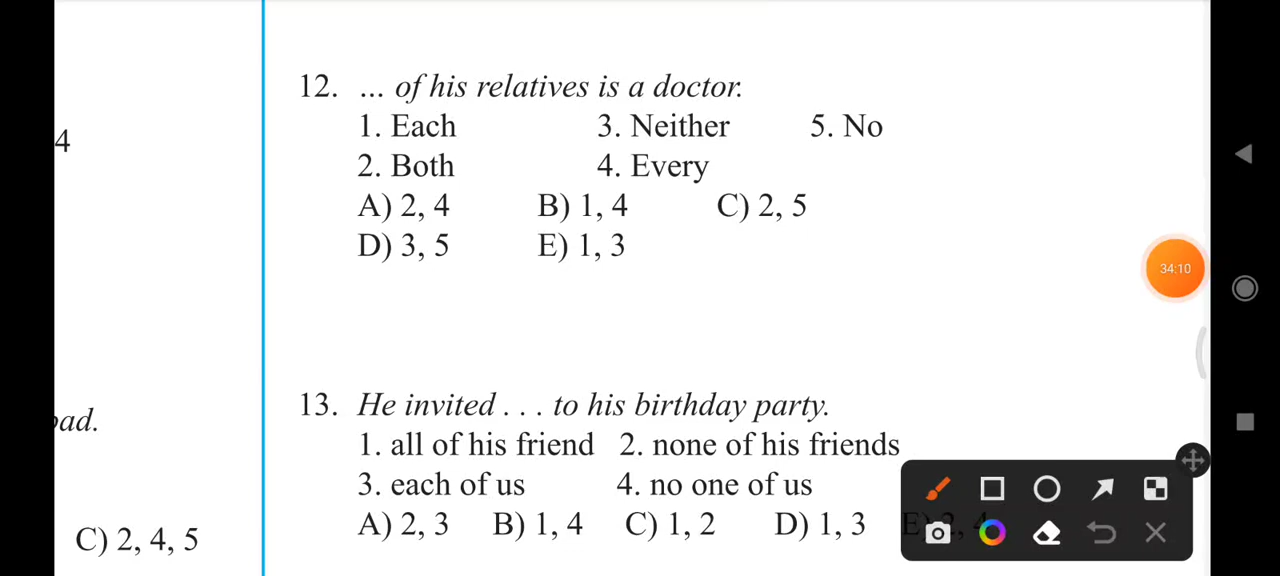 12. ... of his relatives is a doctor.
1. Each 3. Neither 5. No
4
2. Both 4. Every
A) 2, 4 B) 1, 4 C) 2, 5
D) 3, 5 E) 1, 3
34:10
13. He invited . . . to his birthday party.
ad.
1. all of his friend 2. none of his friends
3. each of us 4. no one of us
A) 2, 3 B) 1, 4 C) 1, 2 D) 1, 3
C) 2, 4, 5